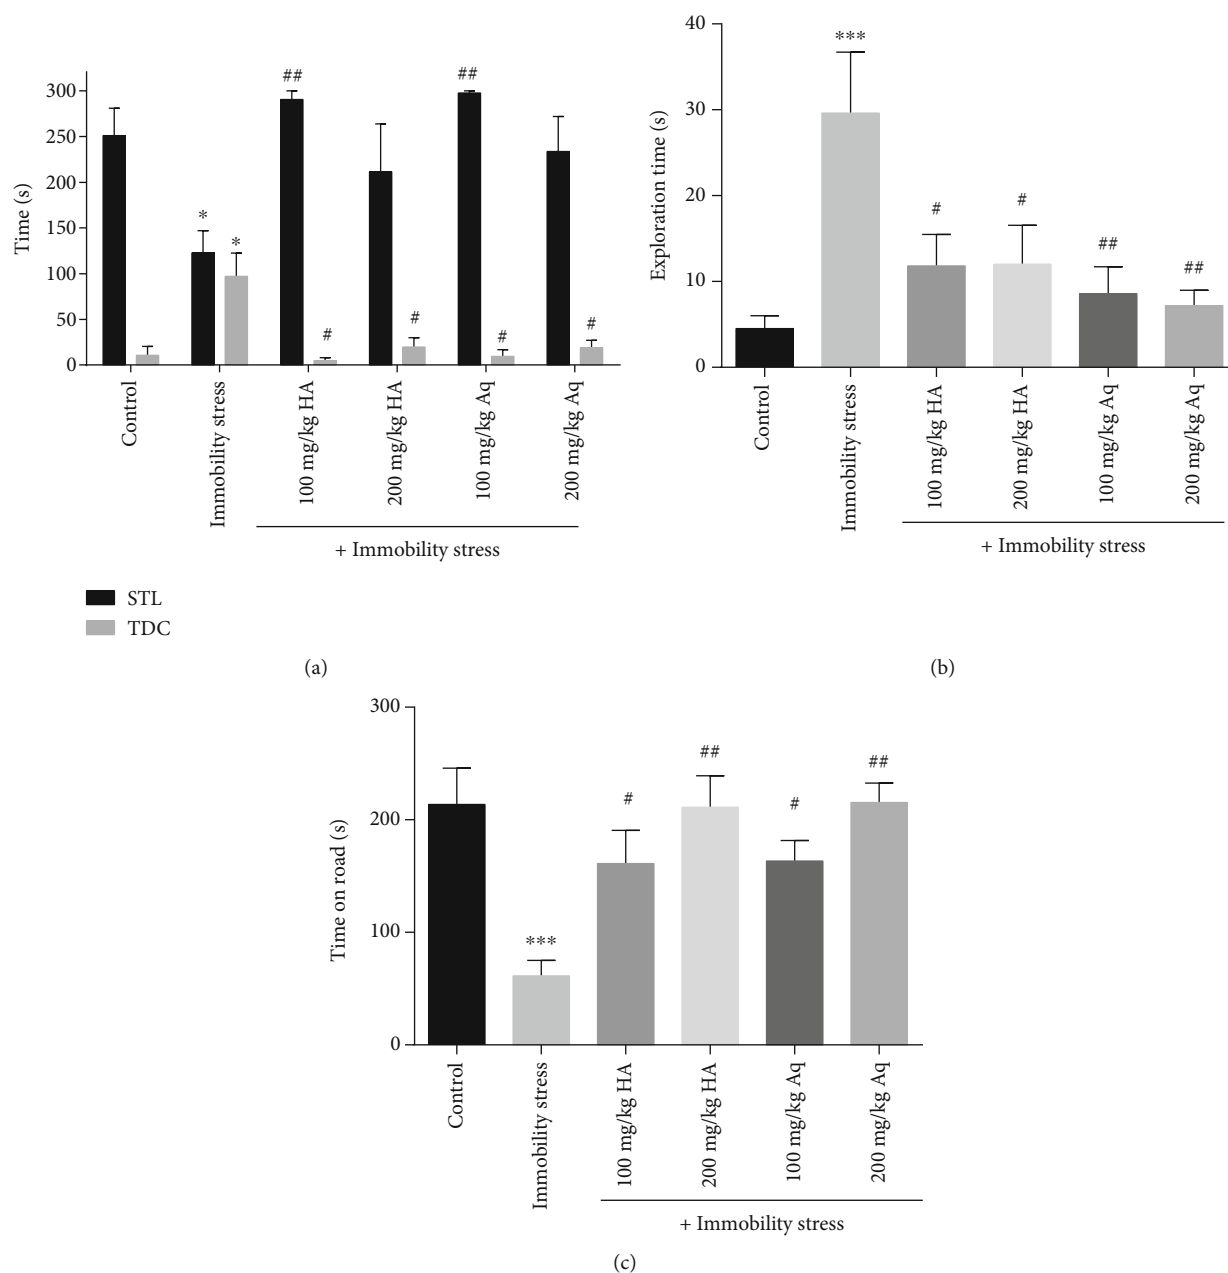 Time (s)
300
250
200
150
100
50
0
*
*
##
#
#
##
#
#
Control
Immobility stress
100 mg/kg HA
200 mg/kg HA
100 mg/kg Aq
200 mg/kg Aq
+ Immobility stress
STL
TDC
(a)
Exploration time (s)
40
30
20
10
0
***
#
#
##
##
Control
Immobility stress
100 mg/kg HA
200 mg/kg HA
100 mg/kg Aq
200 mg/kg Aq
+ Immobility stress
(b)
Time on road (s)
300
200
100
0
***
#
##
#
##
Control
Immobility stress
100 mg/kg HA
200 mg/kg HA
100 mg/kg Aq
200 mg/kg Aq
+ Immobility stress
(c)